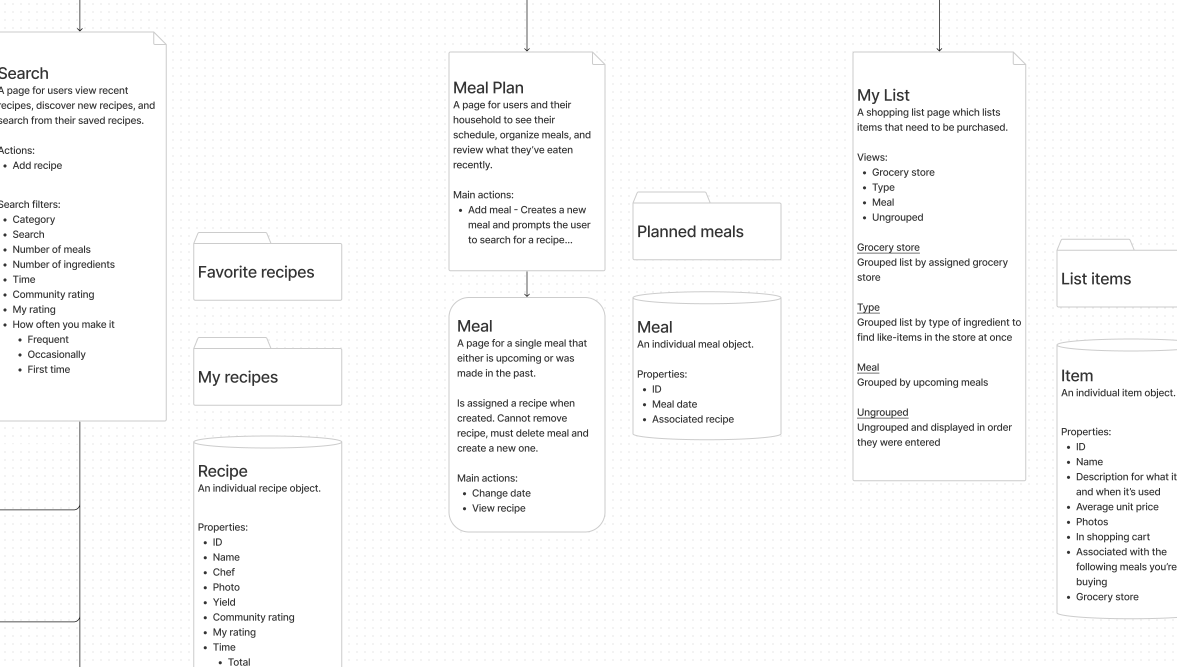 Search
A page for users view recent
recipes, discover new recipes, and
search from their saved recipes.
Actions:
• Add recipe
Search filters:
• Category
• Search
• Number of meals
• Number of ingredients
• Time
• Community rating
• My rating
• How often you make it
• Frequent
• Occasionally
• First time
Favorite recipes
My recipes
Recipe
An individual recipe object.
Properties:
• ID
• Name
• Chef
• Photo
• Yield
• Community rating
• My rating
• Time
• Total
Meal Plan
A page for users and their
household to see their
schedule, organize meals, and
review what they’ve eaten
recently.
Main actions:
• Add meal - Creates a new
meal and prompts the user
to search for a recipe...
Meal
A page for a single meal that
either is upcoming or was
made in the past.
Is assigned a recipe when
created. Cannot remove
recipe, must delete meal and
create a new one.
Main actions:
• Change date
• View recipe
Planned meals
Meal
An individual meal object.
Properties:
• ID
• Meal date
• Associated recipe
My List
A shopping list page which lists
items that need to be purchased.
Views:
• Grocery store
• Type
• Meal
• Ungrouped
Grocery store
Grouped list by assigned grocery
store
Type
Grouped list by type of ingredient to
find like-items in the store at once
Meal
Grouped by upcoming meals
Ungrouped
Ungrouped and displayed in order
they were entered
List items
Item
An individual item object.
Properties:
• ID
• Name
• Description for what it
and when it’s used
• Average unit price
• Photos
• In shopping cart
• Associated with the
following meals you’re
buying
• Grocery store